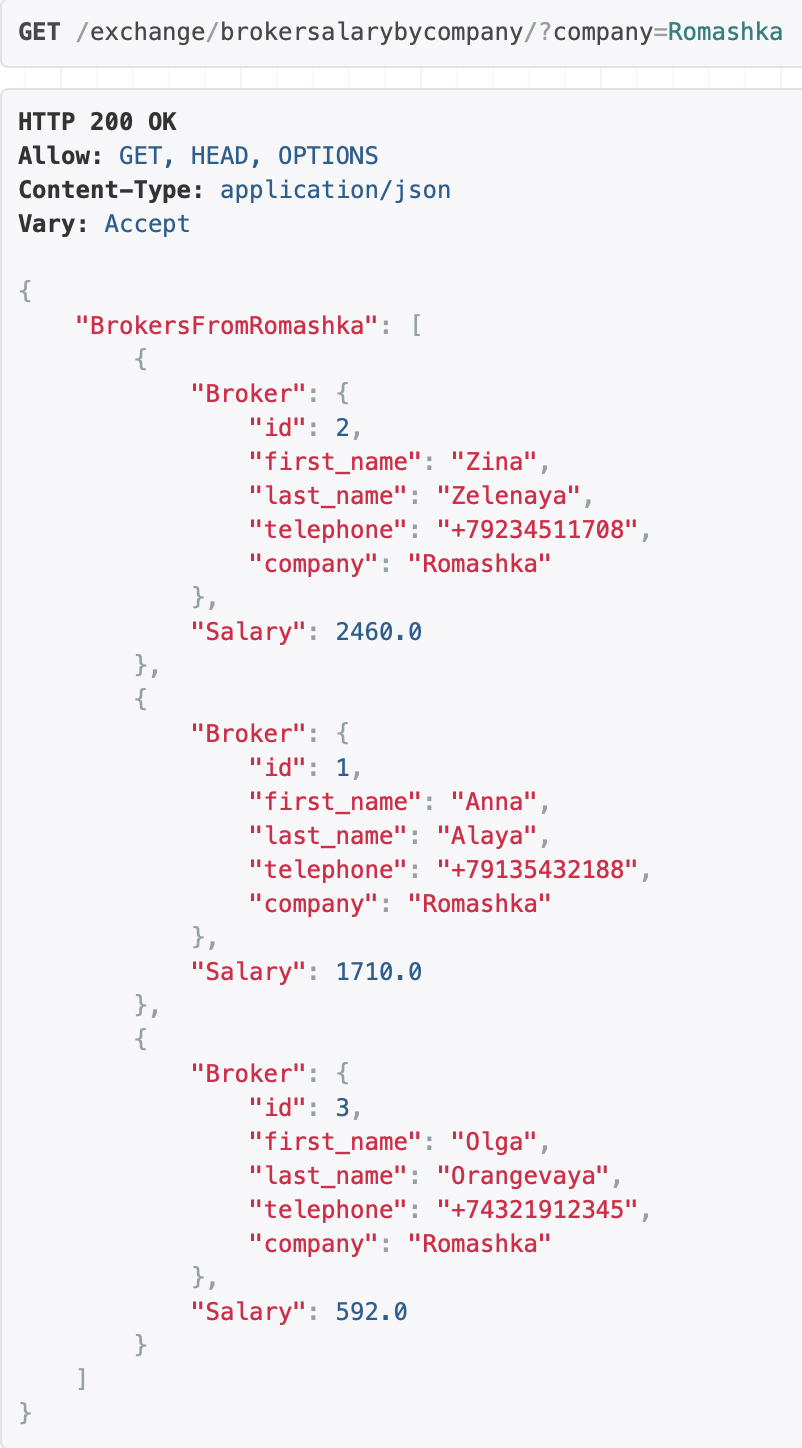 GET /exchange/brokersalarybycompany/?company=Romashka
HTTP 200 OK
Allow: GET, HEAD, OPTIONS
Content-Type: application/json
Vary: Accept
{
    "BrokersFromRomashka": [
        {
            "Broker": {
                "id": 2,
                "first_name": "Zina",
                "last_name": "Zelenaya",
                "telephone": "+79234511708",
                "company": "Romashka"
            },
            "Salary": 2460.0
        },
        {
            "Broker": {
                "id": 1,
                "first_name": "Anna",
                "last_name": "Alaya",
                "telephone": "+79135432188",
                "company": "Romashka"
            },
            "Salary": 1710.0
        },
        {
            "Broker": {
                "id": 3,
                "first_name": "Olga",
                "last_name": "Orangevaya",
                "telephone": "+74321912345",
                "company": "Romashka"
            },
            "Salary": 592.0
        }
    ]
}